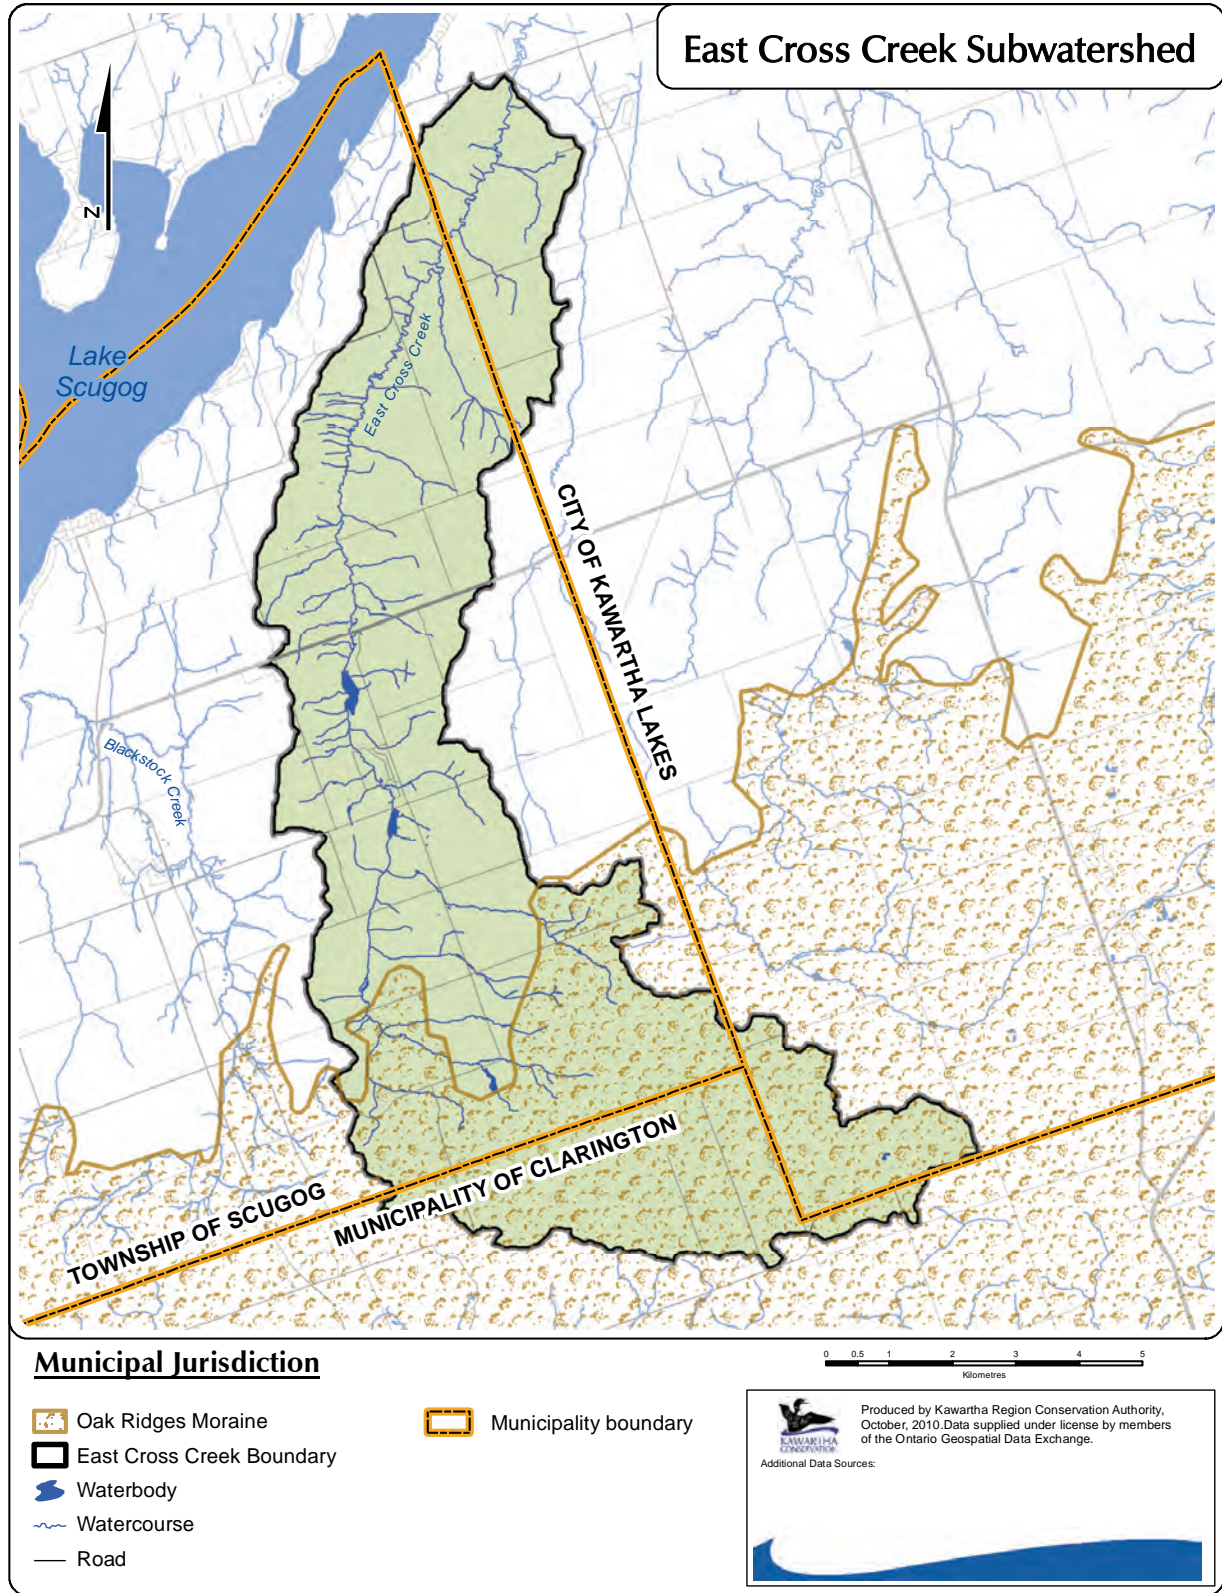 East Cross Creek Subwatershed
N
Lake
Scugog
East Cross Creek
CITY OF KAWARTHA LAKES
Blackstock Creek
TOWNSHIP OF SCUGOG
MUNICIPALITY OF CLARINGTON
Municipal Jurisdiction
Oak Ridges Moraine
East Cross Creek Boundary
Waterbody
Watercourse
Road
Municipality boundary
0 0.5 1 2 3 4 5
Kilometres
KAWARTHA
CONSERVATION
Produced by Kawartha Region Conservation Authority,
October, 2010.Data supplied under license by members
of the Ontario Geospatial Data Exchange.
Additional Data Sources: